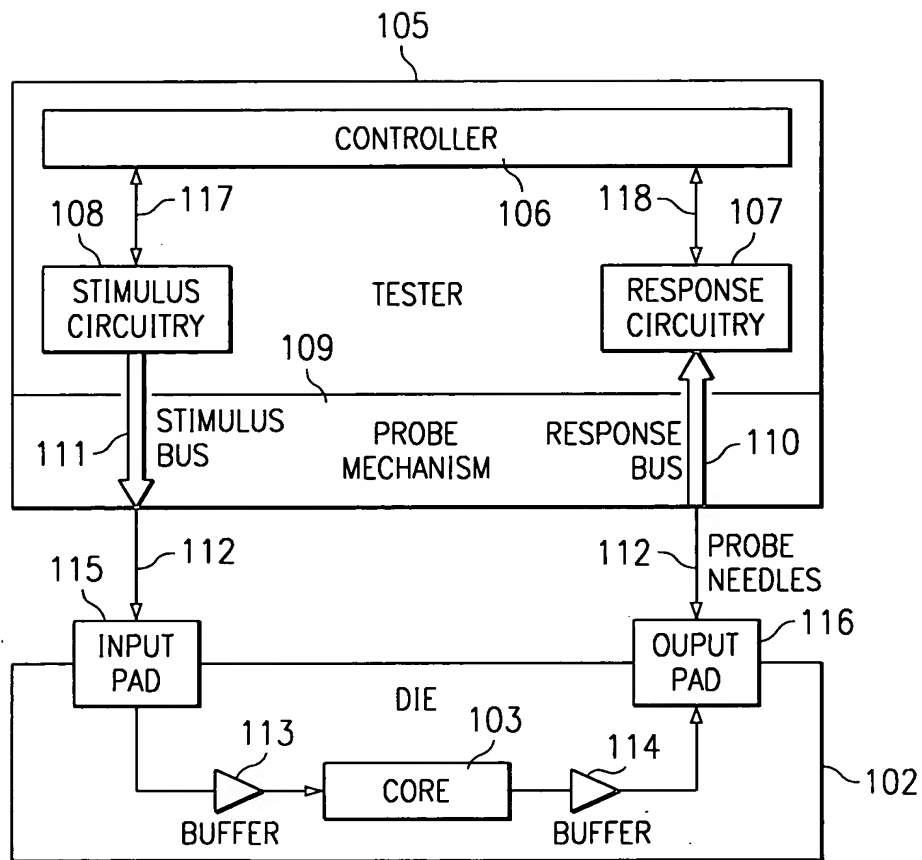 105
CONTROLLER
117
118
106
108
107
STIMULUS
CIRCUITRY
TESTER
RESPONSE
CIRCUITRY
109
111
STIMULUS
BUS
PROBE
MECHANISM
RESPONSE
BUS
110
112
112
PROBE
NEEDLES
115
116
INPUT
PAD
OUPUT
PAD
DIE
113
103
114
102
CORE
BUFFER
BUFFER